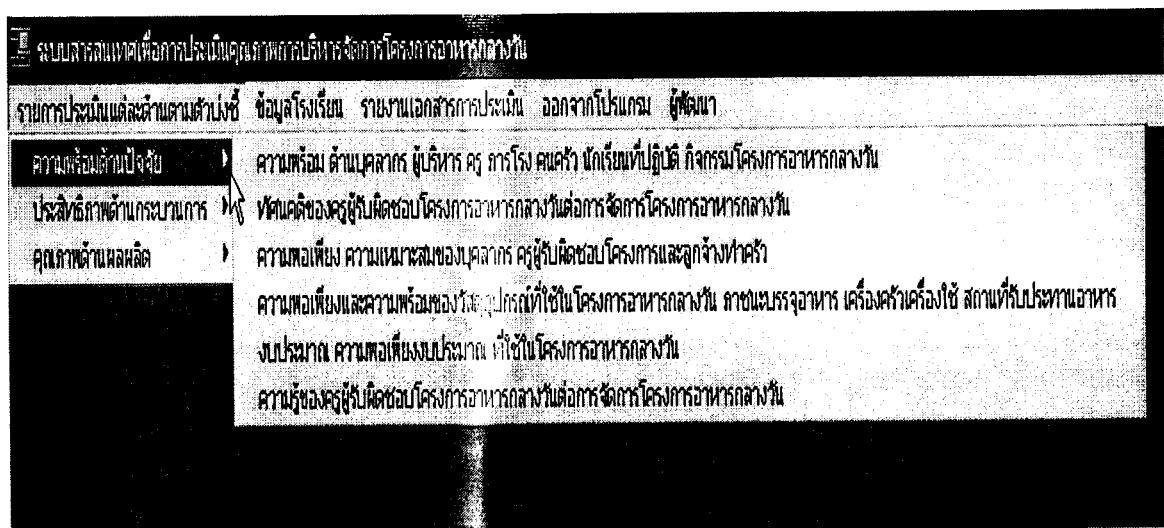 ระบบสารสนเทศเพื่อการประเมินคุณภาพการบริหารจัดการโครงการอาหารกลางวัน
รายการประเมินแต่ละด้านตามตัวบ่งชี้ ข้อมูลโรงเรียน รายงานเอกสารการประเมิน ออกจากโปรแกรม ผู้พัฒนา
ความพร้อมด้านปัจจัย
ประสิทธิภาพด้านกระบวนการ
คุณภาพด้านผลผลิต
ความพร้อม ด้านบุคลากร ผู้บริหาร ครู ภารโรง คนครัว นักเรียนที่ปฏิบัติ กิจกรรมโครงการอาหารกลางวัน
ทัศนคติของครูผู้รับผิดชอบโครงการอาหารกลางวันต่อการจัดการโครงการอาหารกลางวัน
ความพอเพียง ความเหมาะสมของบุคลากร ครูผู้รับผิดชอบโครงการและลูกจ้างทำครัว
ความพอเพียงและความพร้อมของวัสดุอุปกรณ์ที่ใช้ในโครงการอาหารกลางวัน ภาชนะบรรจุอาหาร เครื่องครัวเครื่องใช้ สถานที่รับประทานอาหาร
งบประมาณ ความพอเพียงงบประมาณ ที่ใช้ในโครงการอาหารกลางวัน
ความรู้ของครูผู้รับผิดชอบโครงการอาหารกลางวันต่อการจัดการโครงการอาหารกลางวัน